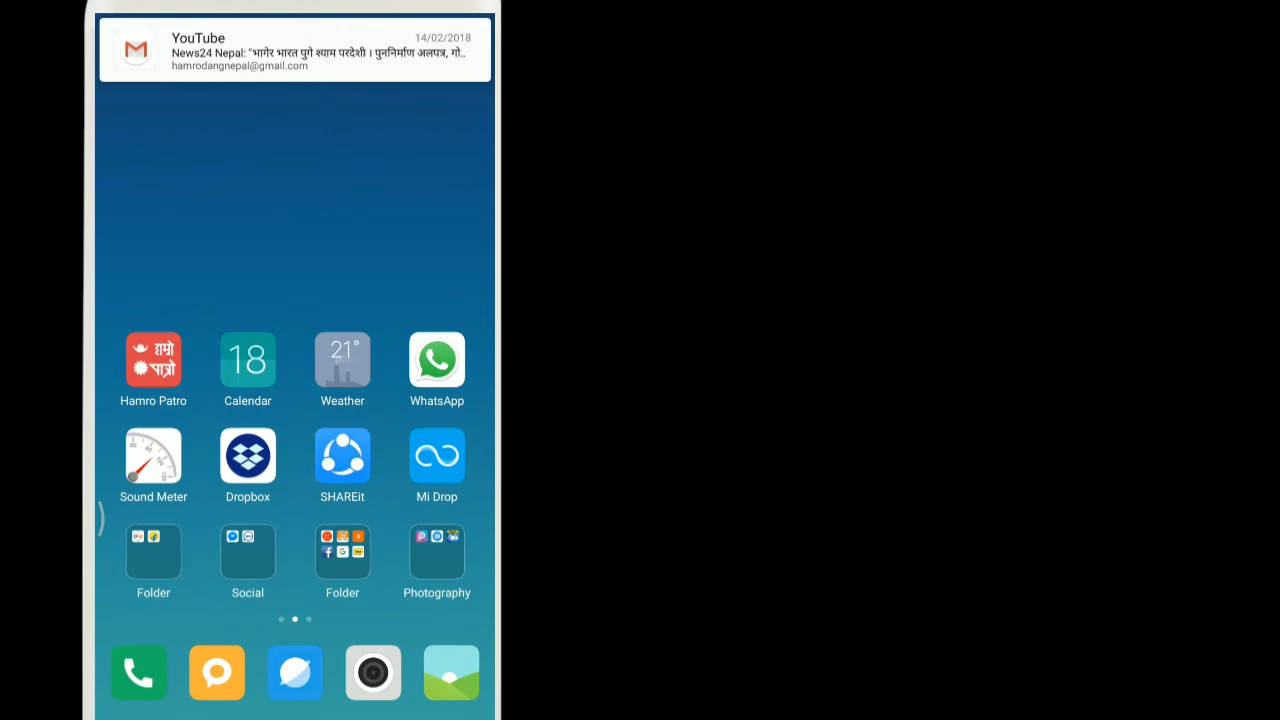 YouTube
14/02/2018
News24 Nepal: "भागेर भारत पुगे श्याम परदेशी । पुननिर्माण अलपत्र, गो..
hamrodangnepal@gmail.com
हाम्रो
पात्रो
18
21°
Hamro Patro
Calendar
Weather
WhatsApp
Sound Meter
Dropbox
SHAREit
Mi Drop
Folder
Social
Folder
Photography